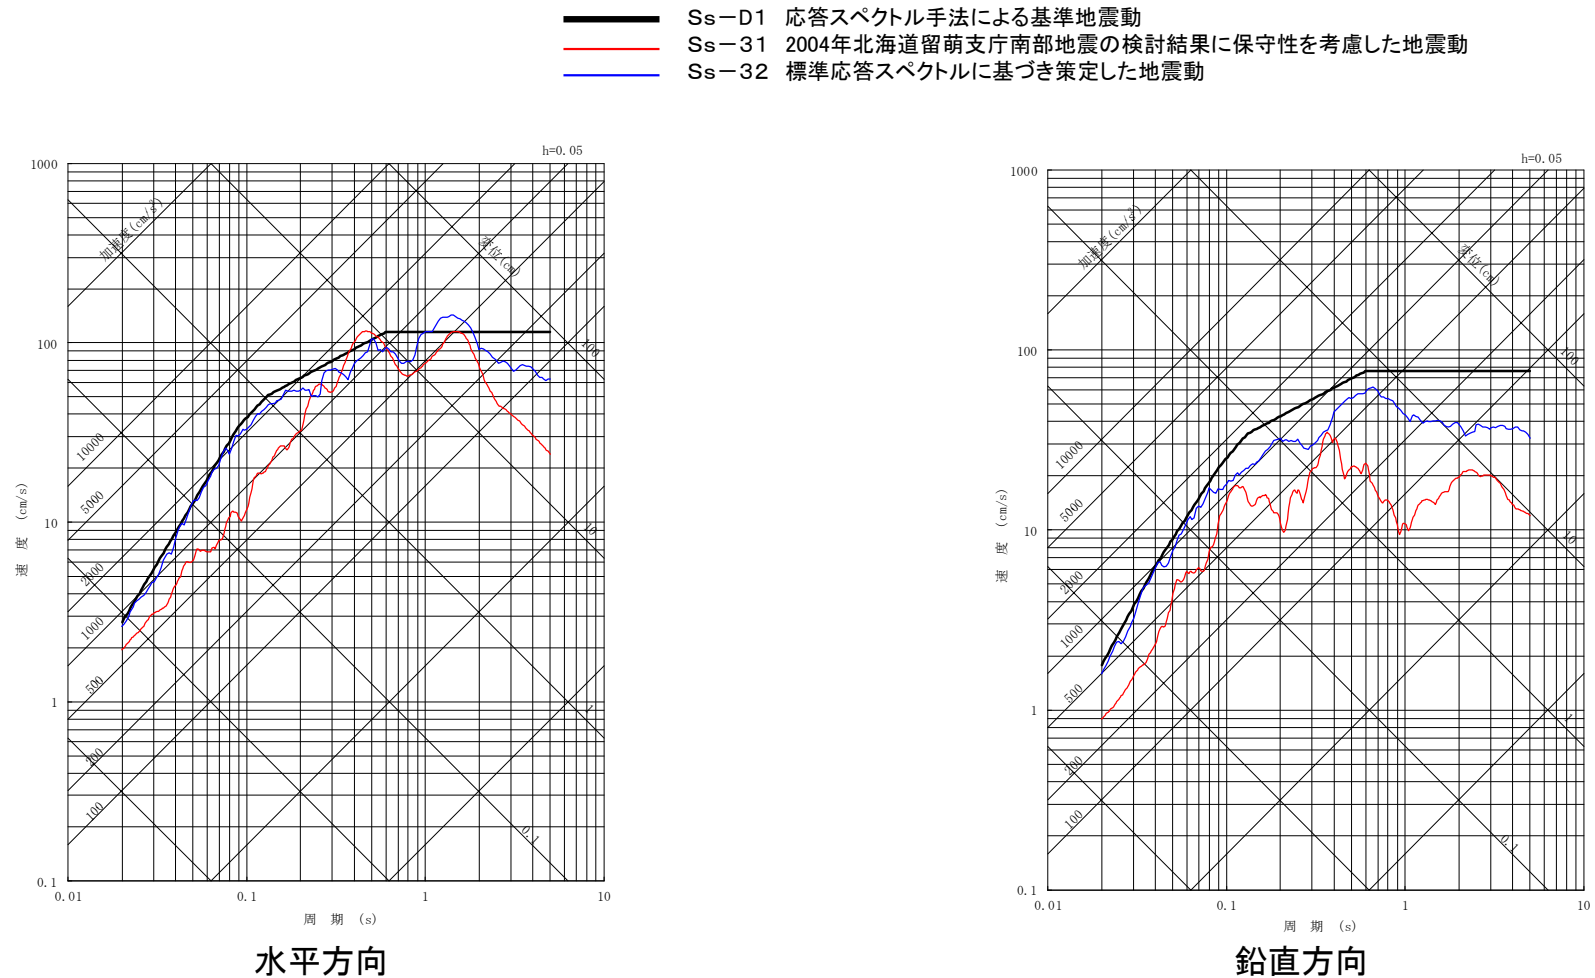 Ss－D1 応答スペクトル手法による基準地震動
Ss－31 2004年北海道留萌支庁南部地震の検討結果に保守性を考慮した地震動
Ss－32 標準応答スペクトルに基づき策定した地震動
h=0.05
1000
100
10
1
0.1
0.01
0.1
1
10
速 度 (cm/s)
周 期 (s)
加速度(cm/s²)
変位(cm)
10000
5000
2000
1000
500
200
100
100
10
1
0.1
水平方向
h=0.05
1000
100
10
1
0.1
0.01
0.1
1
10
速 度 (cm/s)
周 期 (s)
加速度(cm/s²)
変位(cm)
10000
5000
2000
1000
500
200
100
100
10
1
0.1
鉛直方向